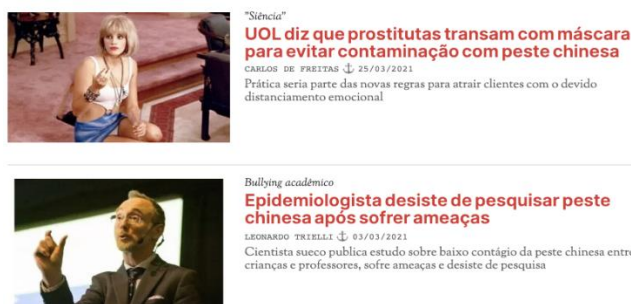 "Siência"
UOL diz que prostitutas transam com máscara
para evitar contaminação com peste chinesa
CARLOS DE FREITAS ⚓ 25/03/2021
Prática seria parte das novas regras para atrair clientes com o devido
distanciamento emocional
Bullying acadêmico
Epidemiologista desiste de pesquisar peste
chinesa após sofrer ameaças
LEONARDO TRIELLI ⚓ 03/03/2021
Cientista sueco publica estudo sobre baixo contágio da peste chinesa entre
crianças e professores, sofre ameaças e desiste de pesquisa